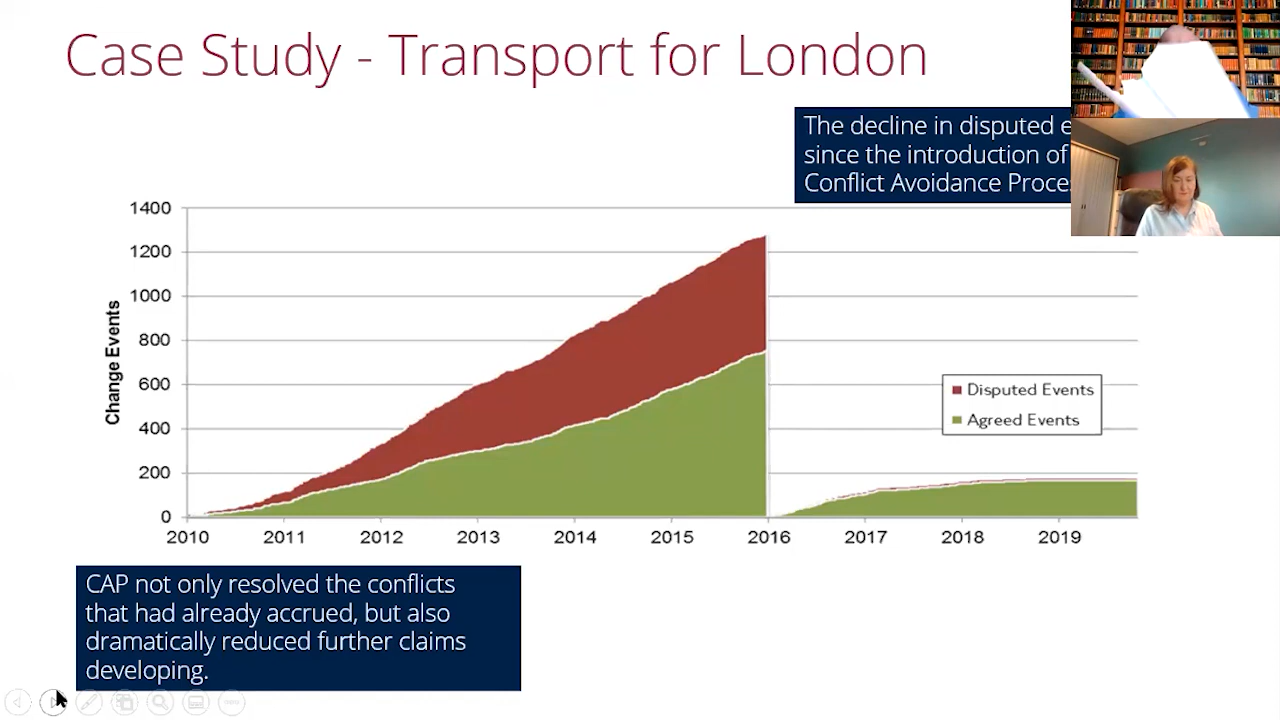 Case Study - Transport for London
The decline in disputed
since the introduction of
Conflict Avoidance
1400
1200
1000
800
600
400
200
0
Change Events
2010 2011 2012 2013 2014 2015 2016 2017 2018 2019
Disputed Events
Agreed Events
CAP not only resolved the conflicts
that had already accrued, but also
dramatically reduced further claims
developing.